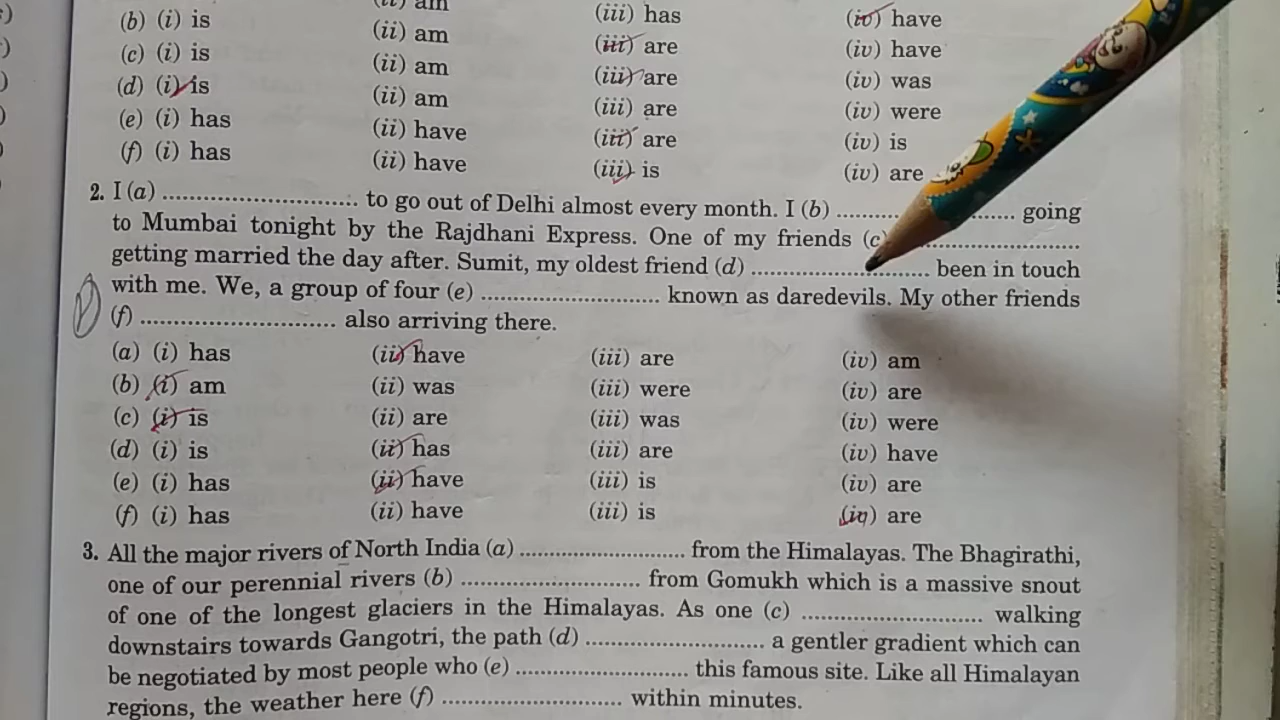 am
(b) (i) is (ii) am (iii) has (iv) have
(c) (i) is (ii) am (iii) are (iv) have
(d) (i) is (ii) am (iii) are (iv) was
(e) (i) has (ii) have (iii) are (iv) were
(f) (i) has (ii) have (iii) are (iv) is
(iii) is (iv) are
2. I (a) .............................. to go out of Delhi almost every month. I (b) .............................. going
to Mumbai tonight by the Rajdhani Express. One of my friends (c) ..............................
getting married the day after. Sumit, my oldest friend (d) .............................. been in touch
with me. We, a group of four (e) .............................. known as daredevils. My other friends
(f) .............................. also arriving there.
(a) (i) has (ii) have (iii) are (iv) am
(b) (i) am (ii) was (iii) were (iv) are
(c) (i) is (ii) are (iii) was (iv) were
(d) (i) is (ii) has (iii) are (iv) have
(e) (i) has (ii) have (iii) is (iv) are
(f) (i) has (ii) have (iii) is (iv) are
3. All the major rivers of North India (a) .............................. from the Himalayas. The Bhagirathi,
one of our perennial rivers (b) .............................. from Gomukh which is a massive snout
of one of the longest glaciers in the Himalayas. As one (c) .............................. walking
downstairs towards Gangotri, the path (d) .............................. a gentler gradient which can
be negotiated by most people who (e) .............................. this famous site. Like all Himalayan
regions, the weather here (f) .............................. within minutes.